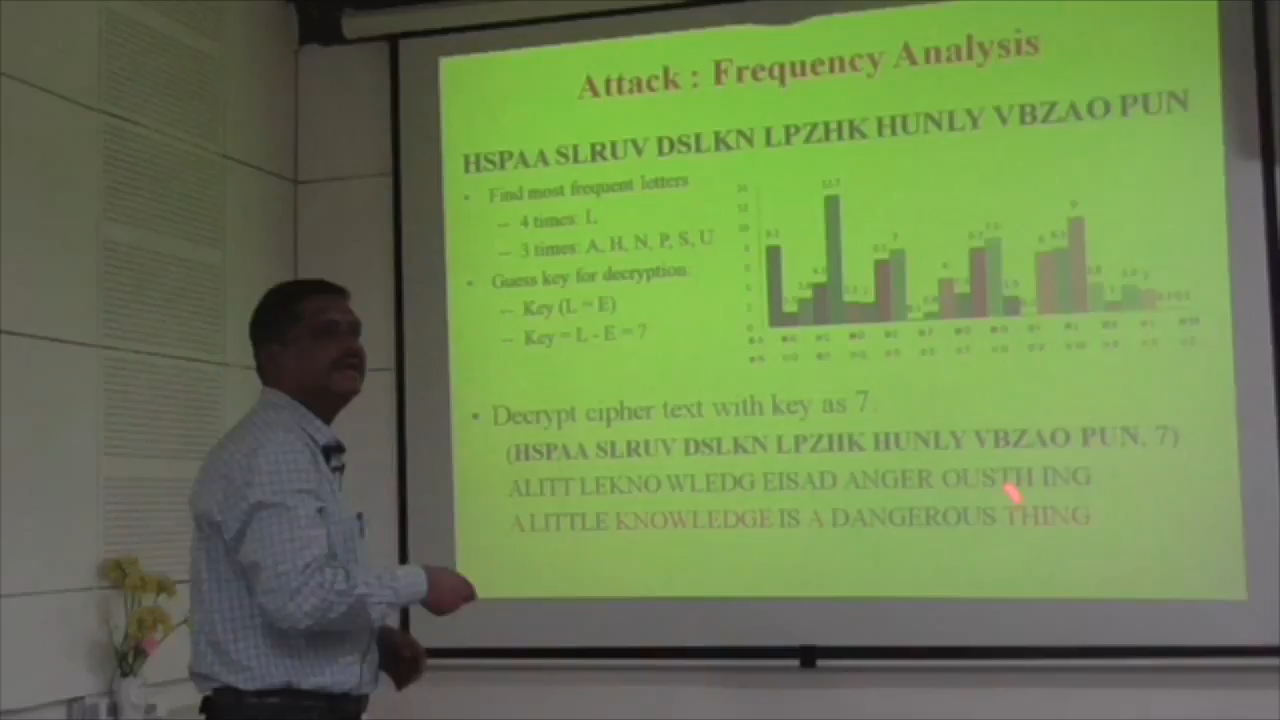 Attack : Frequency Analysis
HSPAA SLRUV DSLKN LPZHK HUNLY VBZAO PUN
• Find most frequent letters
– 4 times: L
– 3 times: A, H, N, P, S, U
• Guess key for decryption:
– Key (L = E)
– Key = L - E = 7
• Decrypt cipher text with key as 7.
(HSPAA SLRUV DSLKN LPZHK HUNLY VBZAO PUN, 7)
ALITT LEKNO WLEDG EISAD ANGER OUSTH ING
A LITTLE KNOWLEDGE IS A DANGEROUS THING